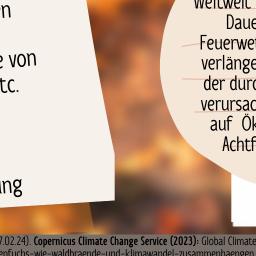 n
e von
tc.
ung
weltweit
Daue
Feuerwe
verlänge
der durc
verursac
auf Ök
Achtf
7.02.24). Copernicus Climate Change Service (2023): Global Climate
enfuchs-wie-waldbraende-und-klimawandel-zusammenhaengen